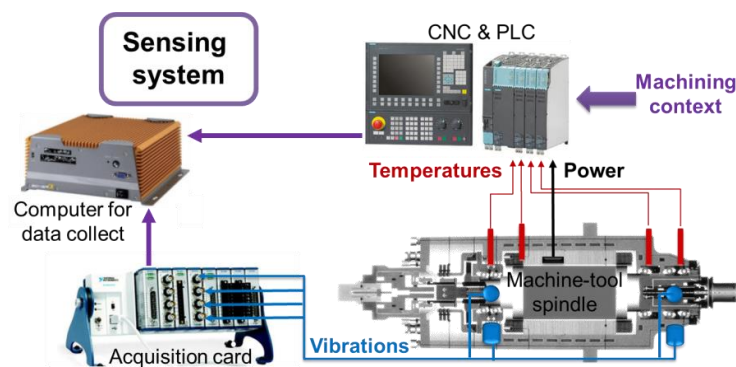 Sensing
system
CNC & PLC
Machining
context
Temperatures
Power
Computer for
data collect
Machine-tool
spindle
Acquisition card
Vibrations